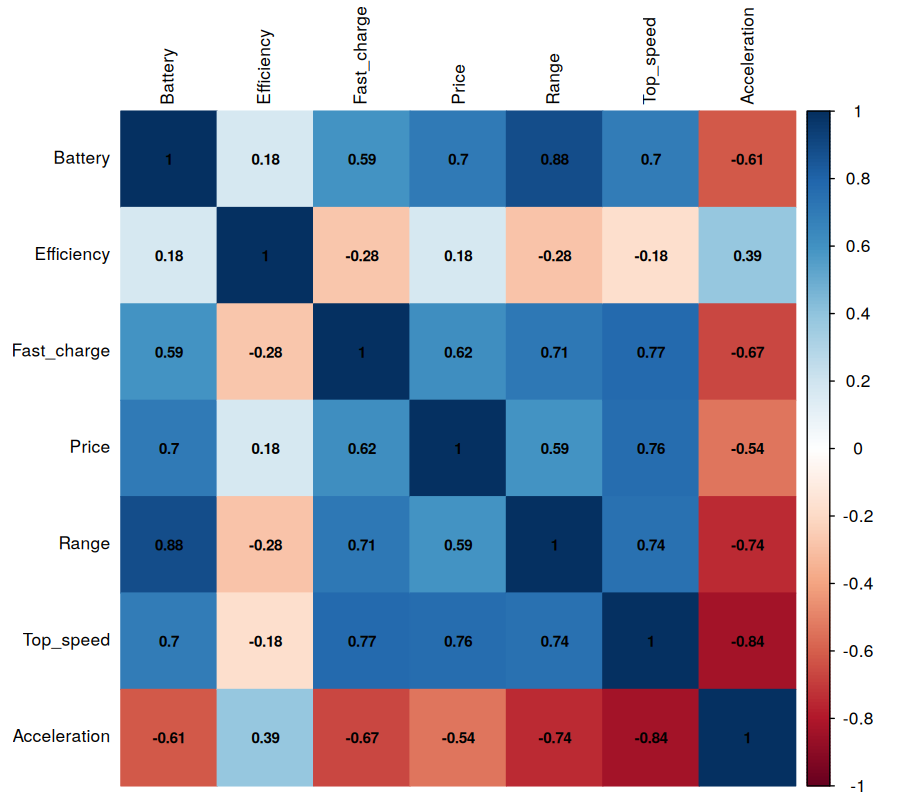 Battery Efficiency Fast_charge Price Range Top_speed Acceleration
Battery 1 0.18 0.59 0.7 0.88 0.7 -0.61
Efficiency 0.18 1 -0.28 0.18 -0.28 -0.18 0.39
Fast_charge 0.59 -0.28 1 0.62 0.71 0.77 -0.67
Price 0.7 0.18 0.62 1 0.59 0.76 -0.54
Range 0.88 -0.28 0.71 0.59 1 0.74 -0.74
Top_speed 0.7 -0.18 0.77 0.76 0.74 1 -0.84
Acceleration -0.61 0.39 -0.67 -0.54 -0.74 -0.84 1
1
0.8
0.6
0.4
0.2
0
-0.2
-0.4
-0.6
-0.8
-1